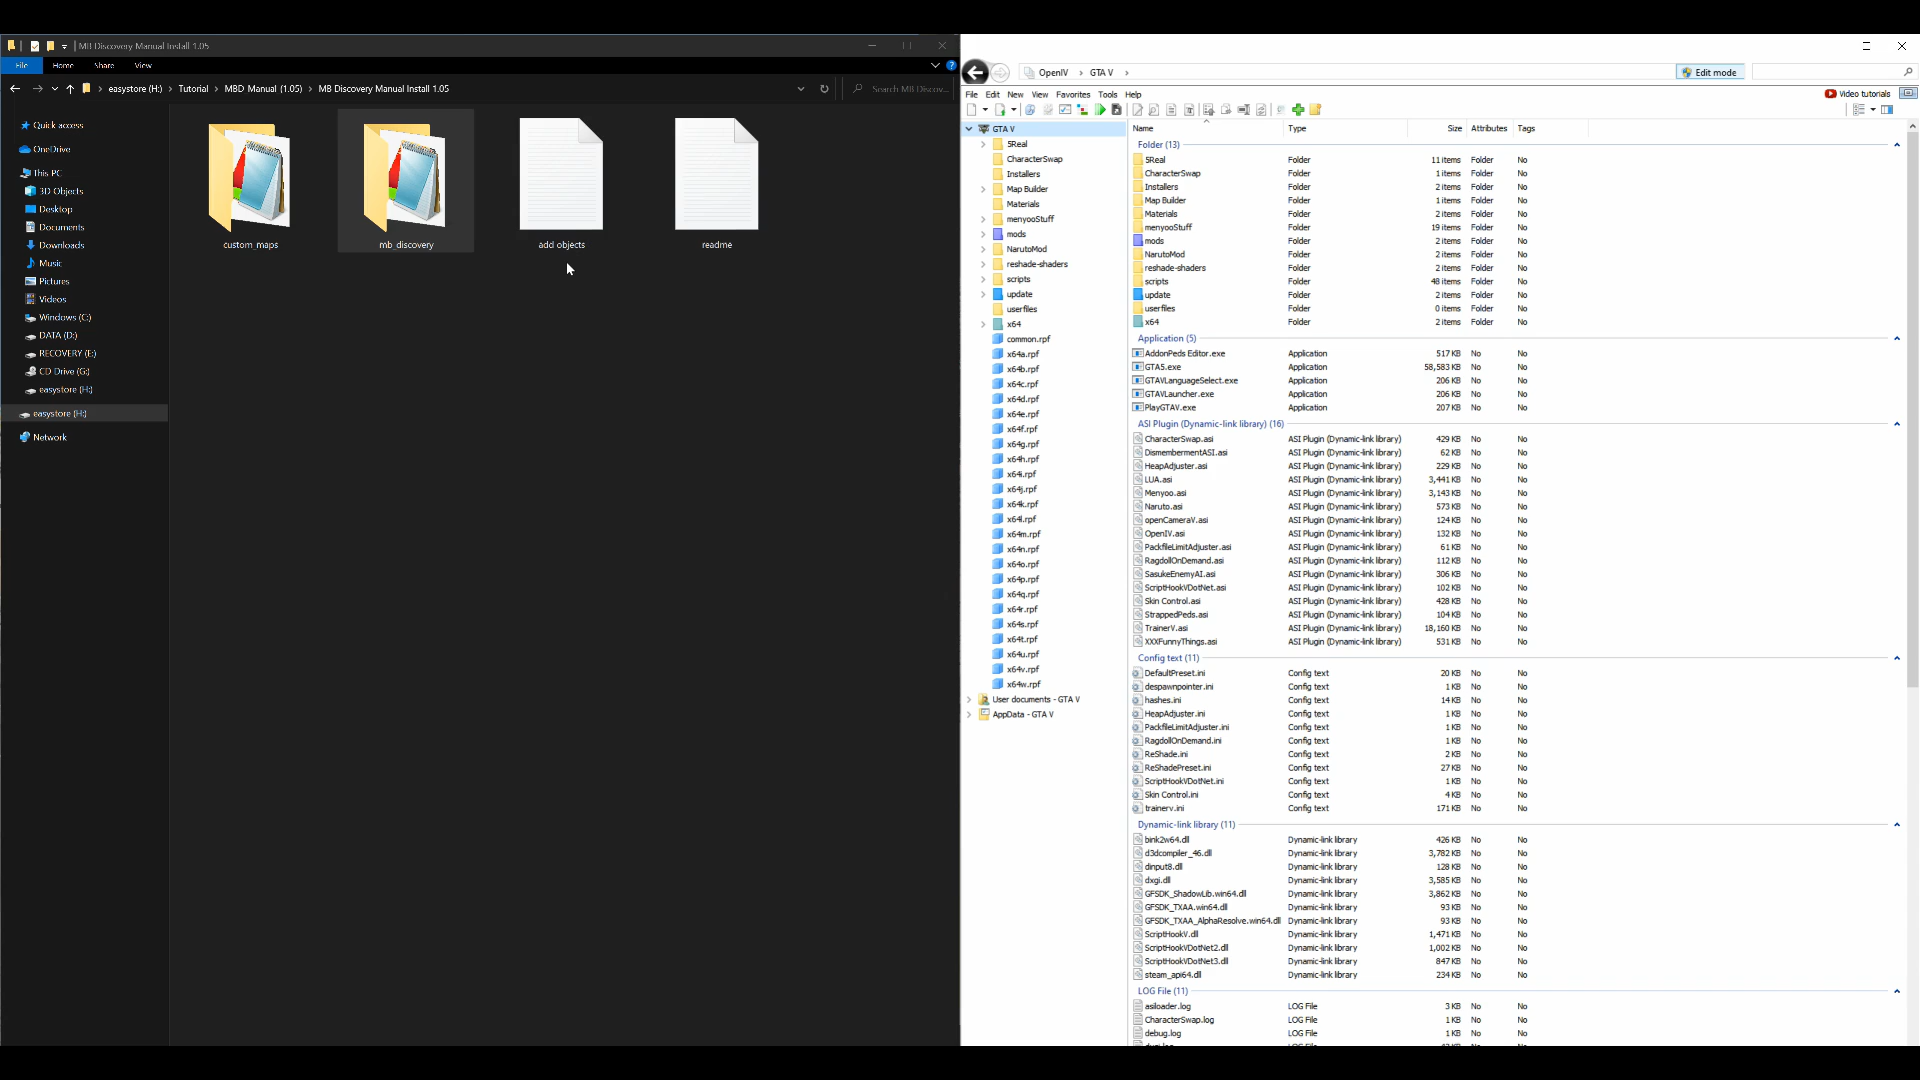 MB Discovery Manual Install 1.05
File Home Share View
easystore (H:) > Tutorial > MBD Manual (1.05) > MB Discovery Manual Install 1.05
Search MB Discov...
Quick access
OneDrive
This PC
3D Objects
Desktop
Documents
Downloads
Music
Pictures
Videos
Windows (C:)
DATA (D:)
RECOVERY (E:)
CD Drive (G:)
easystore (H:)
easystore (H:)
Network
custom_maps
mb_discovery
add objects
readme
OpenIV > GTA V >
Edit mode
File Edit New View Favorites Tools Help
Video tutorials
GTA V
5Real
CharacterSwap
Installers
Map Builder
Materials
menyooStuff
mods
NarutoMod
reshade-shaders
scripts
update
userfiles
x64
common.rpf
x64a.rpf
x64b.rpf
x64c.rpf
x64d.rpf
x64e.rpf
x64f.rpf
x64g.rpf
x64h.rpf
x64i.rpf
x64j.rpf
x64k.rpf
x64l.rpf
x64m.rpf
x64n.rpf
x64o.rpf
x64p.rpf
x64q.rpf
x64r.rpf
x64s.rpf
x64t.rpf
x64u.rpf
x64v.rpf
x64w.rpf
User documents - GTA V
AppData - GTA V
Name Type Size Attributes Tags
Folder (13)
5Real Folder 11 items Folder No
CharacterSwap Folder 1 items Folder No
Installers Folder 2 items Folder No
Map Builder Folder 1 items Folder No
Materials Folder 2 items Folder No
menyooStuff Folder 19 items Folder No
mods Folder 2 items Folder No
NarutoMod Folder 2 items Folder No
reshade-shaders Folder 2 items Folder No
scripts Folder 48 items Folder No
update Folder 2 items Folder No
userfiles Folder 0 items Folder No
x64 Folder 2 items Folder No
Application (5)
AddonPeds Editor.exe Application 517 KB No No
GTA5.exe Application 58,583 KB No No
GTAVLanguageSelect.exe Application 206 KB No No
GTAVLauncher.exe Application 206 KB No No
PlayGTAV.exe Application 207 KB No No
ASI Plugin (Dynamic-link library) (16)
CharacterSwap.asi ASI Plugin (Dynamic-link library) 429 KB No No
DismembermentASI.asi ASI Plugin (Dynamic-link library) 62 KB No No
HeapAdjuster.asi ASI Plugin (Dynamic-link library) 229 KB No No
LUA.asi ASI Plugin (Dynamic-link library) 3,441 KB No No
Menyoo.asi ASI Plugin (Dynamic-link library) 3,143 KB No No
Naruto.asi ASI Plugin (Dynamic-link library) 573 KB No No
openCameraV.asi ASI Plugin (Dynamic-link library) 124 KB No No
OpenIV.asi ASI Plugin (Dynamic-link library) 132 KB No No
PackfileLimitAdjuster.asi ASI Plugin (Dynamic-link library) 61 KB No No
RagdollOnDemand.asi ASI Plugin (Dynamic-link library) 112 KB No No
SasukeEnemyAI.asi ASI Plugin (Dynamic-link library) 306 KB No No
ScriptHookVDotNet.asi ASI Plugin (Dynamic-link library) 102 KB No No
Skin Control.asi ASI Plugin (Dynamic-link library) 428 KB No No
StrappedPeds.asi ASI Plugin (Dynamic-link library) 104 KB No No
TrainerV.asi ASI Plugin (Dynamic-link library) 18,160 KB No No
XXXFunnyThings.asi ASI Plugin (Dynamic-link library) 531 KB No No
Config text (11)
DefaultPreset.ini Config text 20 KB No No
despawnpointer.ini Config text 1 KB No No
hashes.ini Config text 14 KB No No
HeapAdjuster.ini Config text 1 KB No No
PackfileLimitAdjuster.ini Config text 1 KB No No
RagdollOnDemand.ini Config text 1 KB No No
ReShade.ini Config text 2 KB No No
ReShadePreset.ini Config text 27 KB No No
ScriptHookVDotNet.ini Config text 1 KB No No
Skin Control.ini Config text 4 KB No No
trainerv.ini Config text 171 KB No No
Dynamic-link library (11)
bink2w64.dll Dynamic-link library 426 KB No No
d3dcompiler_46.dll Dynamic-link library 3,782 KB No No
dinput8.dll Dynamic-link library 128 KB No No
dxgi.dll Dynamic-link library 3,585 KB No No
GFSDK_ShadowLib.win64.dll Dynamic-link library 3,862 KB No No
GFSDK_TXAA.win64.dll Dynamic-link library 93 KB No No
GFSDK_TXAA_AlphaResolve.win64.dll Dynamic-link library 93 KB No No
ScriptHookV.dll Dynamic-link library 1,471 KB No No
ScriptHookVDotNet2.dll Dynamic-link library 1,002 KB No No
ScriptHookVDotNet3.dll Dynamic-link library 847 KB No No
steam_api64.dll Dynamic-link library 234 KB No No
LOG File (11)
asiloader.log LOG File 3 KB No No
CharacterSwap.log LOG File 1 KB No No
debug.log LOG File 1 KB No No